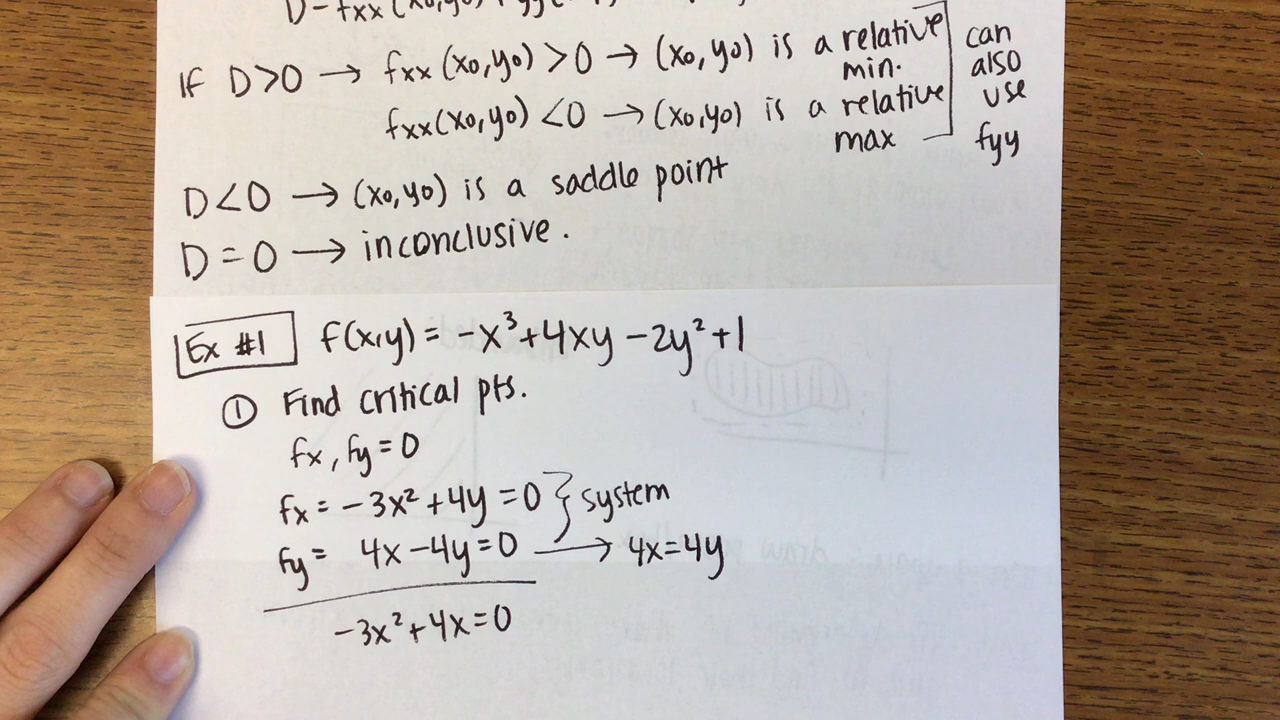 D = fxx(x0,y0)
If D>0 → fxx(x0,y0) >0 → (x0,y0) is a relative min.
fxx(x0,y0) <0 → (x0,y0) is a relative max
can also use fyy
D<0 → (x0,y0) is a saddle point
D=0 → inconclusive.
Ex #1 f(x,y) = -x³+4xy-2y²+1
① Find critical pts.
fx, fy=0
fx = -3x²+4y=0 } system
fy = 4x-4y=0 → 4x=4y
-3x²+4x=0